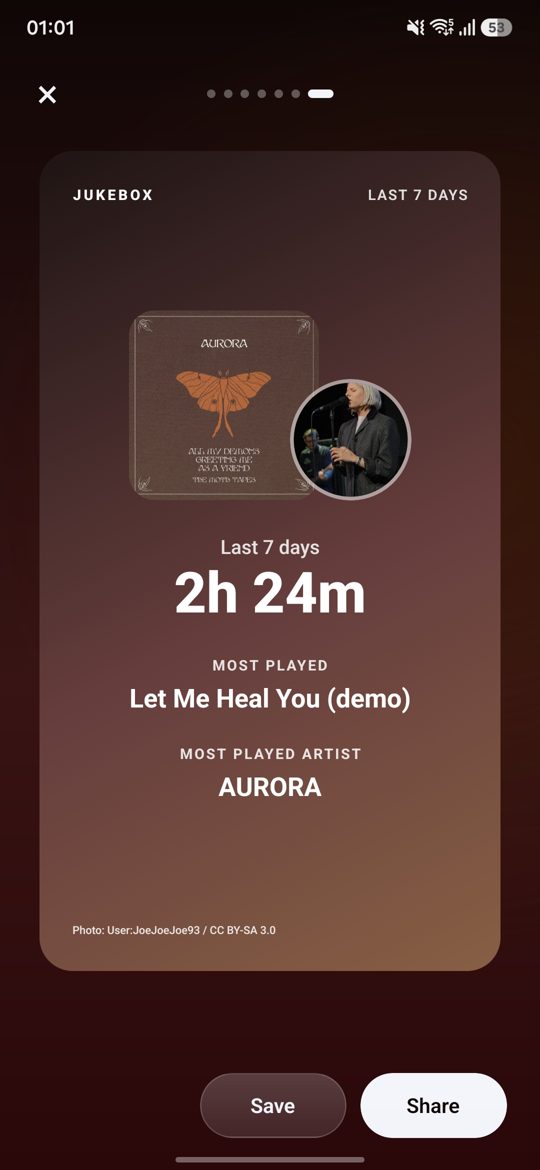 01:01
5
53
JUKEBOX
LAST 7 DAYS
AURORA
ALL MY DEMONS
GREETING ME
AS A FRIEND
THE MOTH TAPES
Last 7 days
2h 24m
MOST PLAYED
Let Me Heal You (demo)
MOST PLAYED ARTIST
AURORA
Photo: User:JoeJoeJoe93 / CC BY-SA 3.0
Save
Share